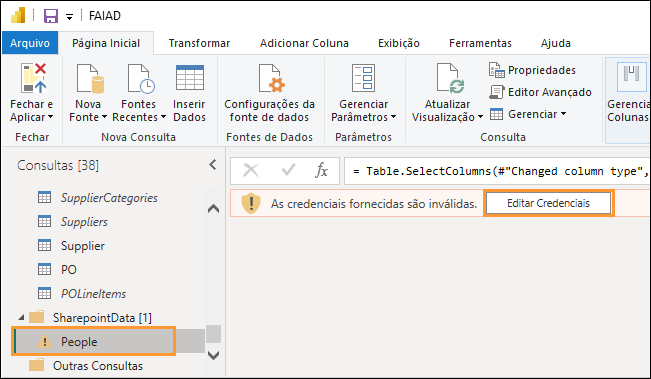 FAIAD
Arquivo Página Inicial Transformar Adicionar Coluna Exibição Ferramentas Ajuda
Fechar e
Aplicar
Fechar
Nova
Fonte
Fontes
Recentes
Inserir
Dados
Nova Consulta
Configurações da
fonte de dados
Fontes de Dados
Gerenciar
Parâmetros
Parâmetros
Atualizar
Visualização
Propriedades
Editor Avançado
Gerenciar
Consulta
Gerencia
Colunas
Consultas [38]
fx
= Table.SelectColumns(#"Changed column type",
As credenciais fornecidas são inválidas. Editar Credenciais
SupplierCategories
Suppliers
Supplier
PO
POLineItems
SharepointData [1]
People
Outras Consultas